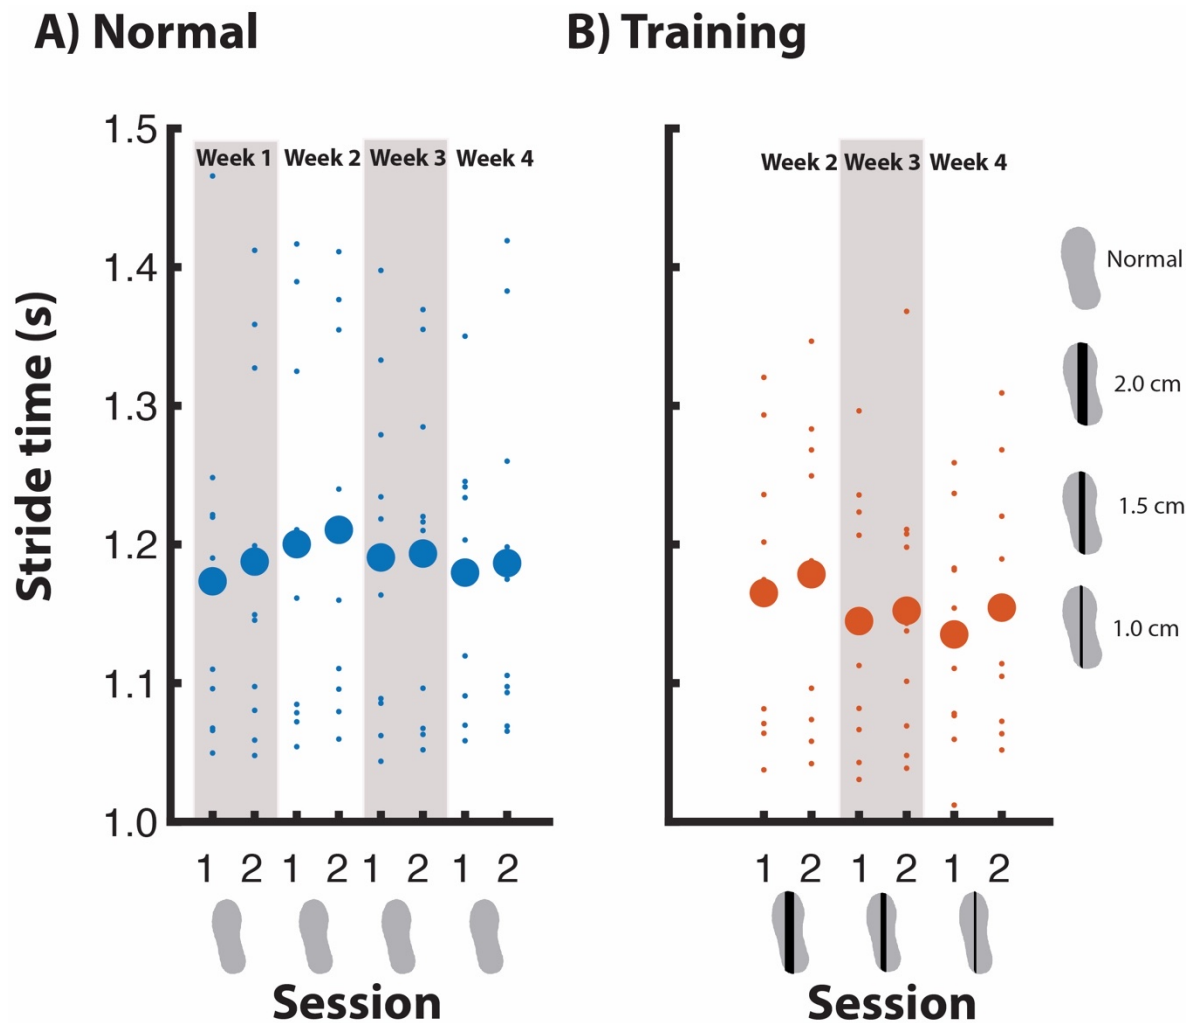 A) Normal
B) Training
1.5
1.4
1.3
1.2
1.1
1.0
Stride time (s)
Week 1 Week 2 Week 3 Week 4
Week 2 Week 3 Week 4
Normal
2.0 cm
1.5 cm
1.0 cm
1 2 1 2 1 2 1 2
1 2 1 2 1 2
Session
Session